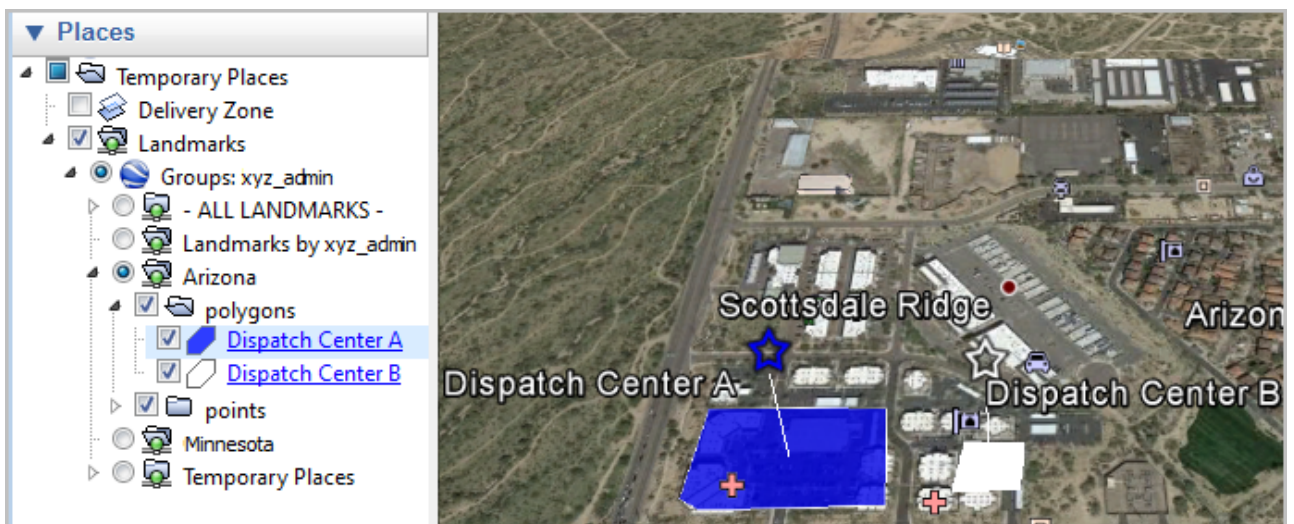 Places
Temporary Places
Delivery Zone
Landmarks
Groups: xyz_admin
- ALL LANDMARKS -
Landmarks by xyz_admin
Arizona
polygons
Dispatch Center A
Dispatch Center B
points
Minnesota
Temporary Places
Scottsdale Ridge
Arizon
Dispatch Center A
Dispatch Center B